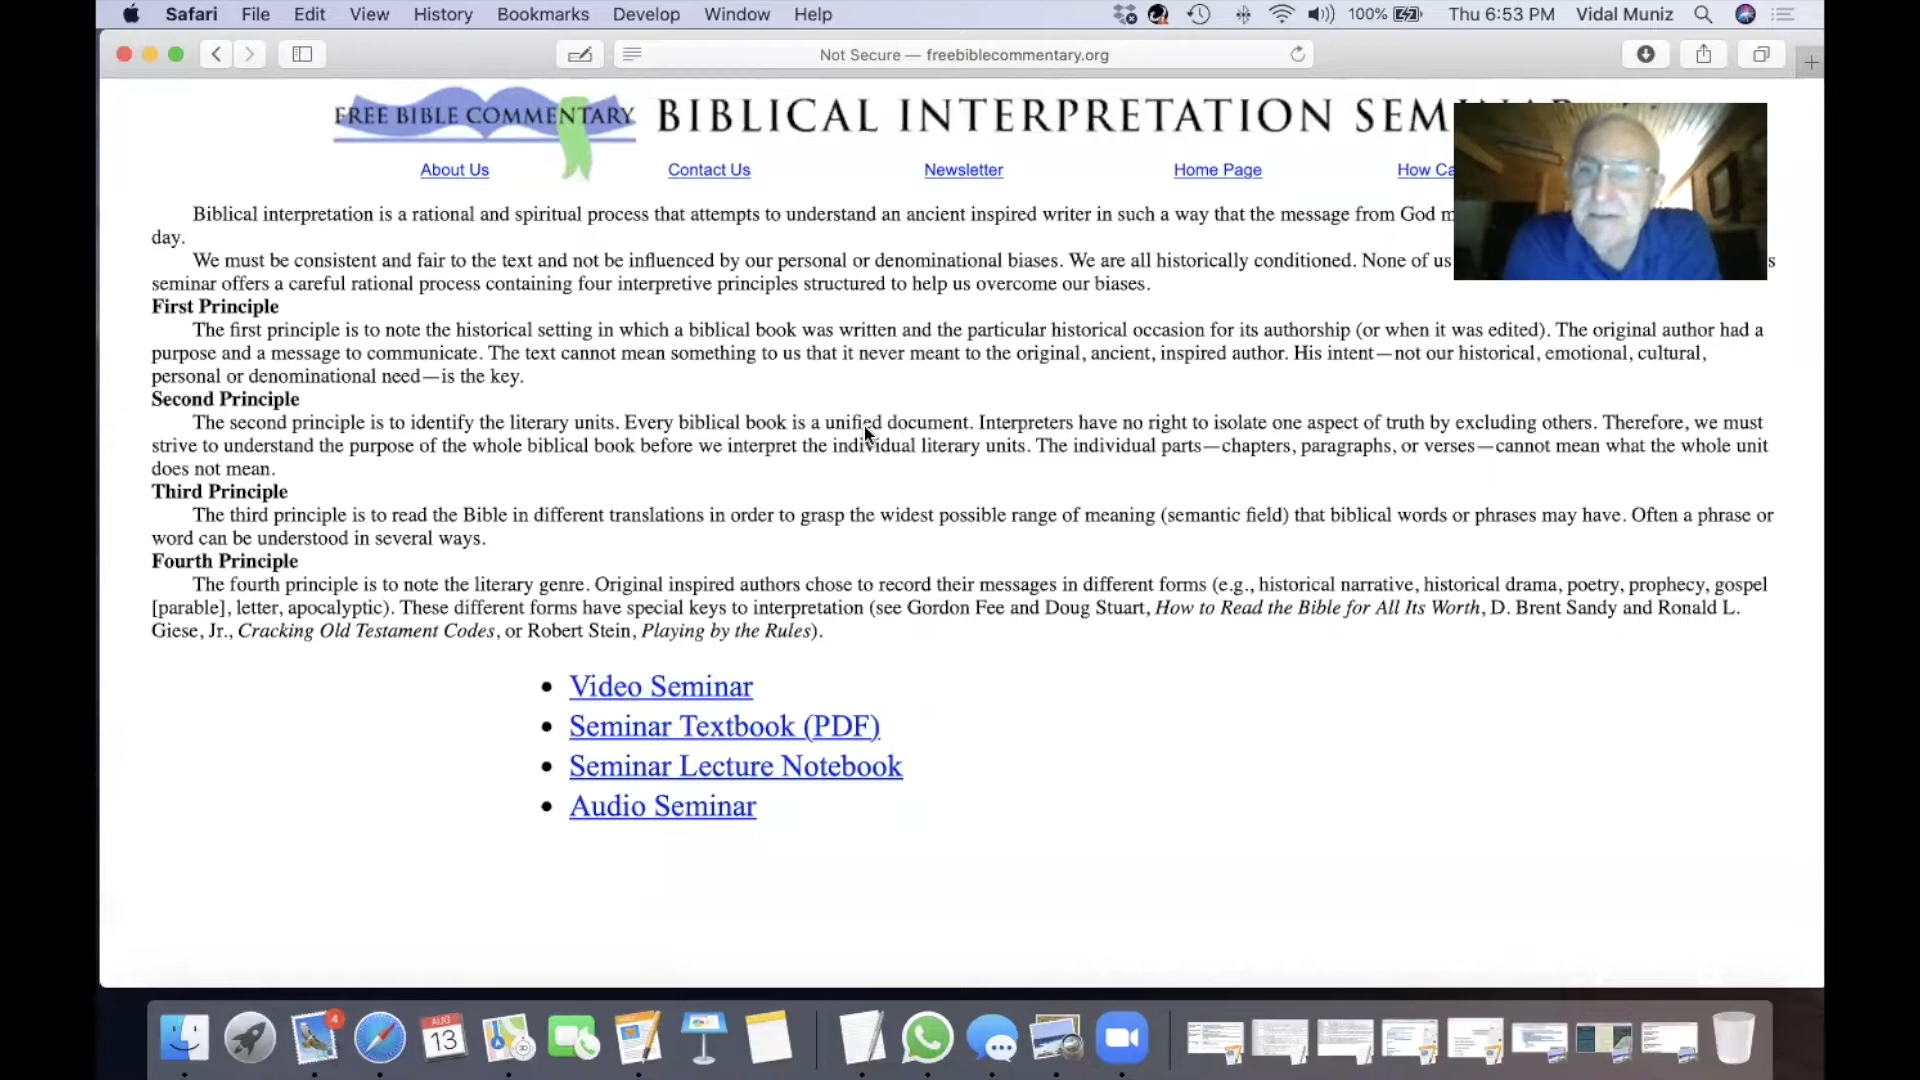 Safari File Edit View History Bookmarks Develop Window Help 100% Thu 6:53 PM Vidal Muniz
Not Secure — freebiblecommentary.org
FREE BIBLE COMMENTARY BIBLICAL INTERPRETATION SEM
About Us Contact Us Newsletter Home Page How Ca
Biblical interpretation is a rational and spiritual process that attempts to understand an ancient inspired writer in such a way that the message from God m
day.
We must be consistent and fair to the text and not be influenced by our personal or denominational biases. We are all historically conditioned. None of us s
seminar offers a careful rational process containing four interpretive principles structured to help us overcome our biases.
First Principle
The first principle is to note the historical setting in which a biblical book was written and the particular historical occasion for its authorship (or when it was edited). The original author had a
purpose and a message to communicate. The text cannot mean something to us that it never meant to the original, ancient, inspired author. His intent—not our historical, emotional, cultural,
personal or denominational need—is the key.
Second Principle
The second principle is to identify the literary units. Every biblical book is a unified document. Interpreters have no right to isolate one aspect of truth by excluding others. Therefore, we must
strive to understand the purpose of the whole biblical book before we interpret the individual literary units. The individual parts—chapters, paragraphs, or verses—cannot mean what the whole unit
does not mean.
Third Principle
The third principle is to read the Bible in different translations in order to grasp the widest possible range of meaning (semantic field) that biblical words or phrases may have. Often a phrase or
word can be understood in several ways.
Fourth Principle
The fourth principle is to note the literary genre. Original inspired authors chose to record their messages in different forms (e.g., historical narrative, historical drama, poetry, prophecy, gospel
[parable], letter, apocalyptic). These different forms have special keys to interpretation (see Gordon Fee and Doug Stuart, How to Read the Bible for All Its Worth, D. Brent Sandy and Ronald L.
Giese, Jr., Cracking Old Testament Codes, or Robert Stein, Playing by the Rules).
• Video Seminar
• Seminar Textbook (PDF)
• Seminar Lecture Notebook
• Audio Seminar
4
AUG
13